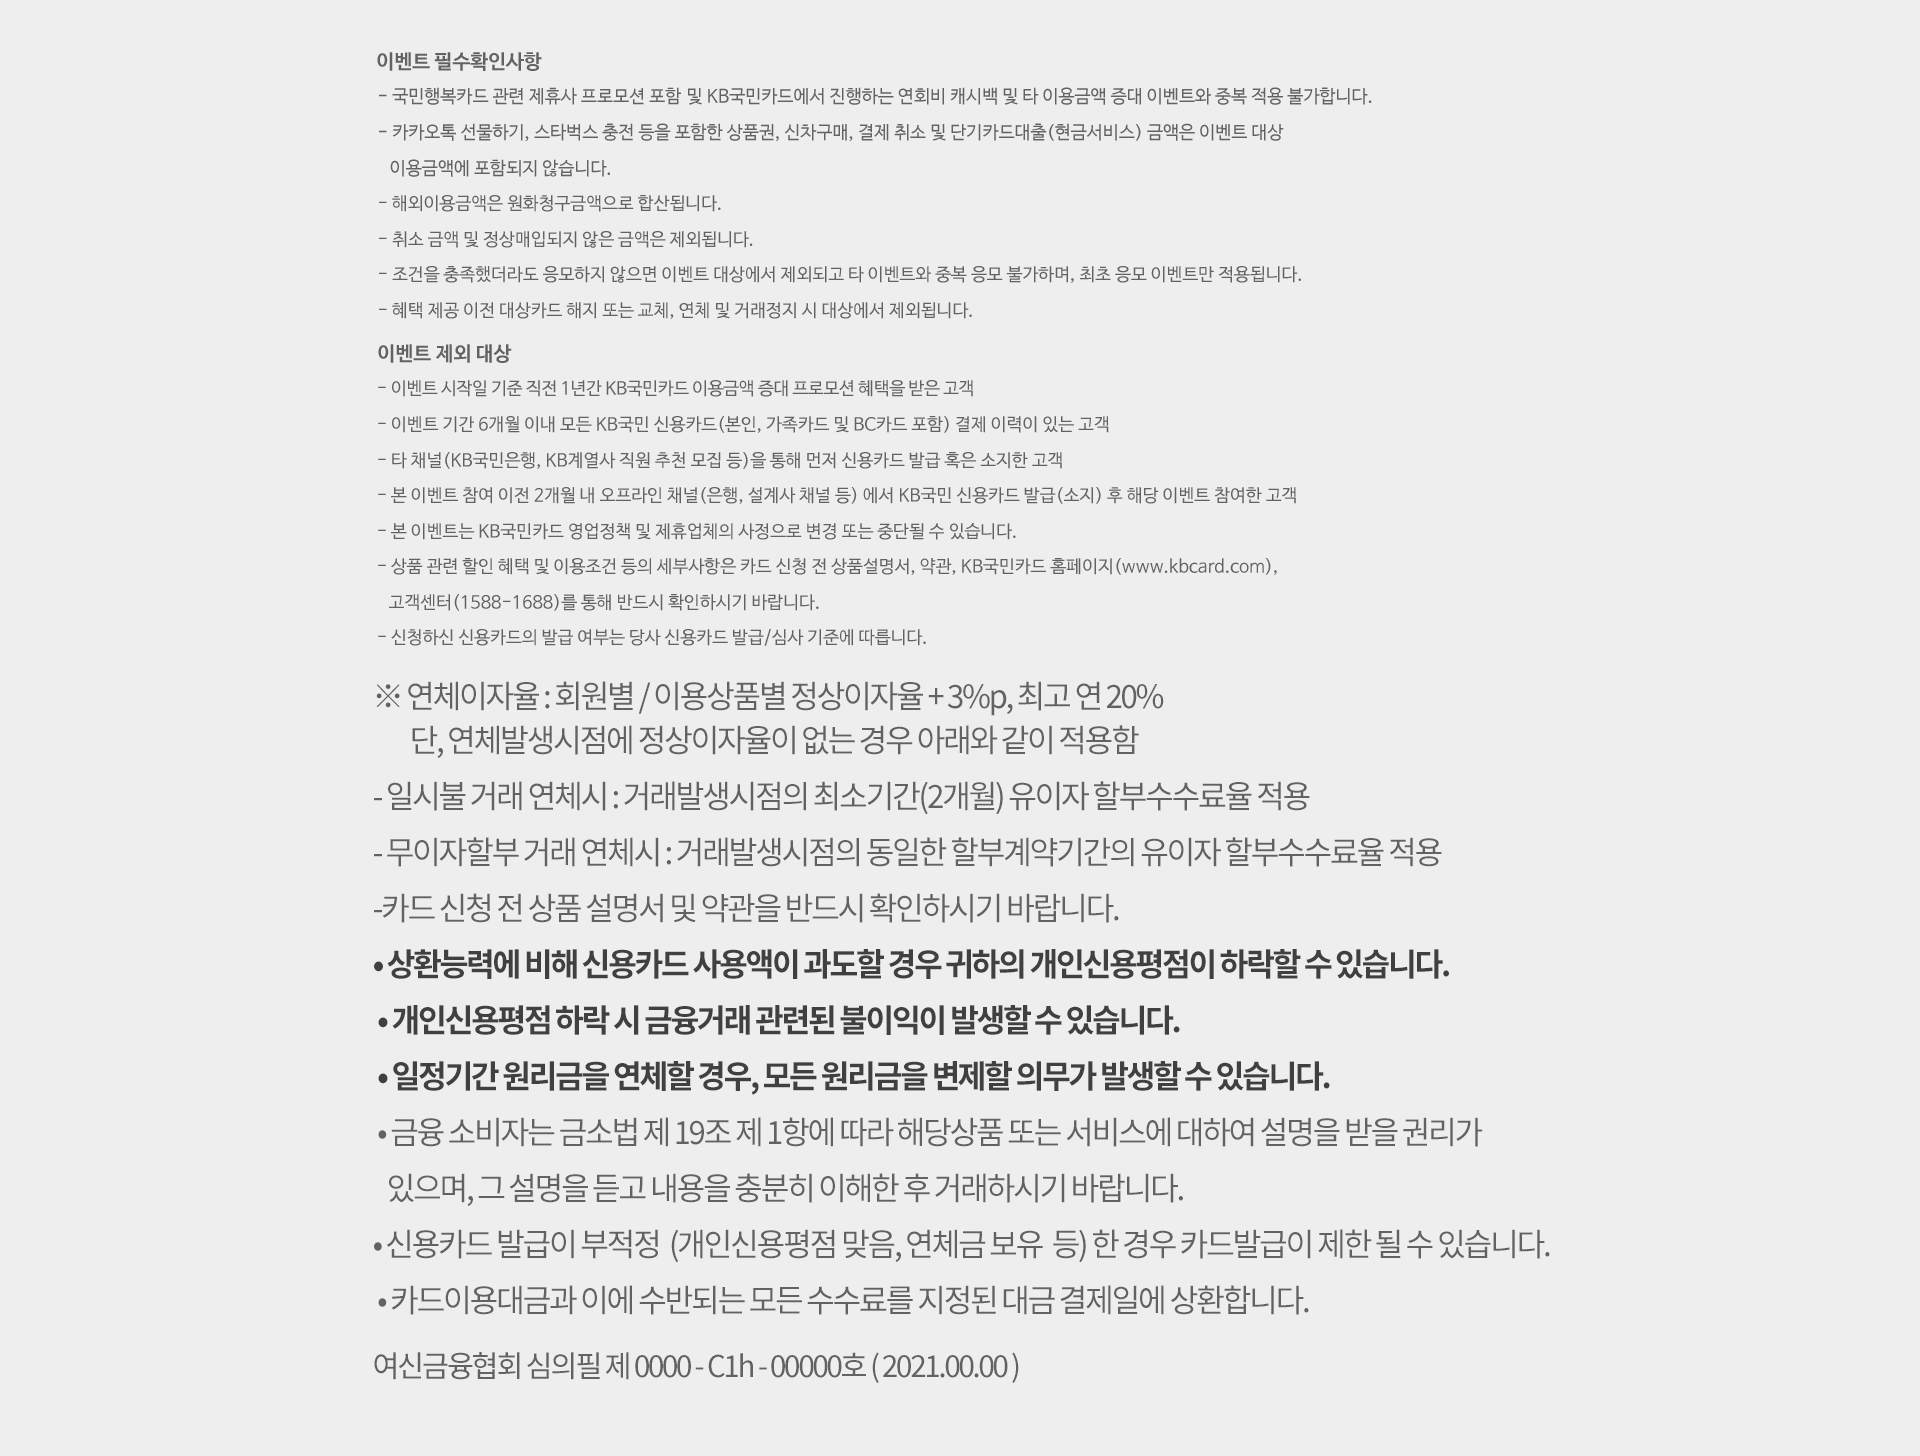 이벤트 필수확인사항
- 국민행복카드 관련 제휴사 프로모션 포함 및 KB국민카드에서 진행하는 연회비 캐시백 및 타 이용금액 증대 이벤트와 중복 적용 불가합니다.
- 카카오톡 선물하기, 스타벅스 충전 등을 포함한 상품권, 신차구매, 결제 취소 및 단기카드대출(현금서비스) 금액은 이벤트 대상
이용금액에 포함되지 않습니다.
- 해외이용금액은 원화청구금액으로 합산됩니다.
- 취소 금액 및 정상매입되지 않은 금액은 제외됩니다.
- 조건을 충족했더라도 응모하지 않으면 이벤트 대상에서 제외되고 타 이벤트와 중복 응모 불가하며, 최초 응모 이벤트만 적용됩니다.
- 혜택 제공 이전 대상카드 해지 또는 교체, 연체 및 거래정지 시 대상에서 제외됩니다.
이벤트 제외 대상
- 이벤트 시작일 기준 직전 1년간 KB국민카드 이용금액 증대 프로모션 혜택을 받은 고객
- 이벤트 기간 6개월 이내 모든 KB국민 신용카드(본인, 가족카드 및 BC카드 포함) 결제 이력이 있는 고객
- 타 채널(KB국민은행, KB계열사 직원 추천 모집 등)을 통해 먼저 신용카드 발급 혹은 소지한 고객
- 본 이벤트 참여 이전 2개월 내 오프라인 채널(은행, 설계사 채널 등) 에서 KB국민 신용카드 발급(소지) 후 해당 이벤트 참여한 고객
- 본 이벤트는 KB국민카드 영업정책 및 제휴업체의 사정으로 변경 또는 중단될 수 있습니다.
- 상품 관련 할인 혜택 및 이용조건 등의 세부사항은 카드 신청 전 상품설명서, 약관, KB국민카드 홈페이지(www.kbcard.com),
고객센터(1588-1688)를 통해 반드시 확인하시기 바랍니다.
- 신청하신 신용카드의 발급 여부는 당사 신용카드 발급/심사 기준에 따릅니다.
※ 연체이자율 : 회원별 / 이용상품별 정상이자율 + 3%p, 최고 연 20%
단, 연체발생시점에 정상이자율이 없는 경우 아래와 같이 적용함
- 일시불 거래 연체시 : 거래발생시점의 최소기간(2개월) 유이자 할부수수료율 적용
- 무이자할부 거래 연체시 : 거래발생시점의 동일한 할부계약기간의 유이자 할부수수료율 적용
-카드 신청 전 상품 설명서 및 약관을 반드시 확인하시기 바랍니다.
• 상환능력에 비해 신용카드 사용액이 과도할 경우 귀하의 개인신용평점이 하락할 수 있습니다.
• 개인신용평점 하락 시 금융거래 관련된 불이익이 발생할 수 있습니다.
• 일정기간 원리금을 연체할 경우, 모든 원리금을 변제할 의무가 발생할 수 있습니다.
• 금융 소비자는 금소법 제 19조 제 1항에 따라 해당상품 또는 서비스에 대하여 설명을 받을 권리가
있으며, 그 설명을 듣고 내용을 충분히 이해한 후 거래하시기 바랍니다.
• 신용카드 발급이 부적정 (개인신용평점 맞음, 연체금 보유 등) 한 경우 카드발급이 제한 될 수 있습니다.
• 카드이용대금과 이에 수반되는 모든 수수료를 지정된 대금 결제일에 상환합니다.
여신금융협회 심의필 제 0000 - C1h - 00000호 ( 2021.00.00 )